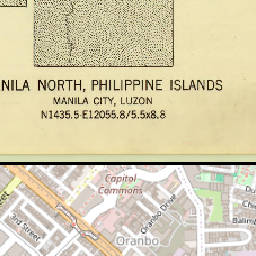 NILA NORTH, PHILIPPINE ISLANDS
MANILA CITY, LUZON
N1435.5-E12055.8/5.5x8.8
Capitol
Commons
Oranbo Drive
3rd Street
Oranbo
Balimb